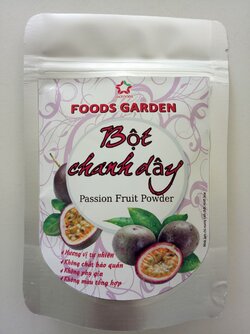 FOODS GARDEN
Bột
chanh dây
Passion Fruit Powder
Hương vị tự nhiên
Không chất bảo quản
Không phụ gia
Không màu tổng hợp